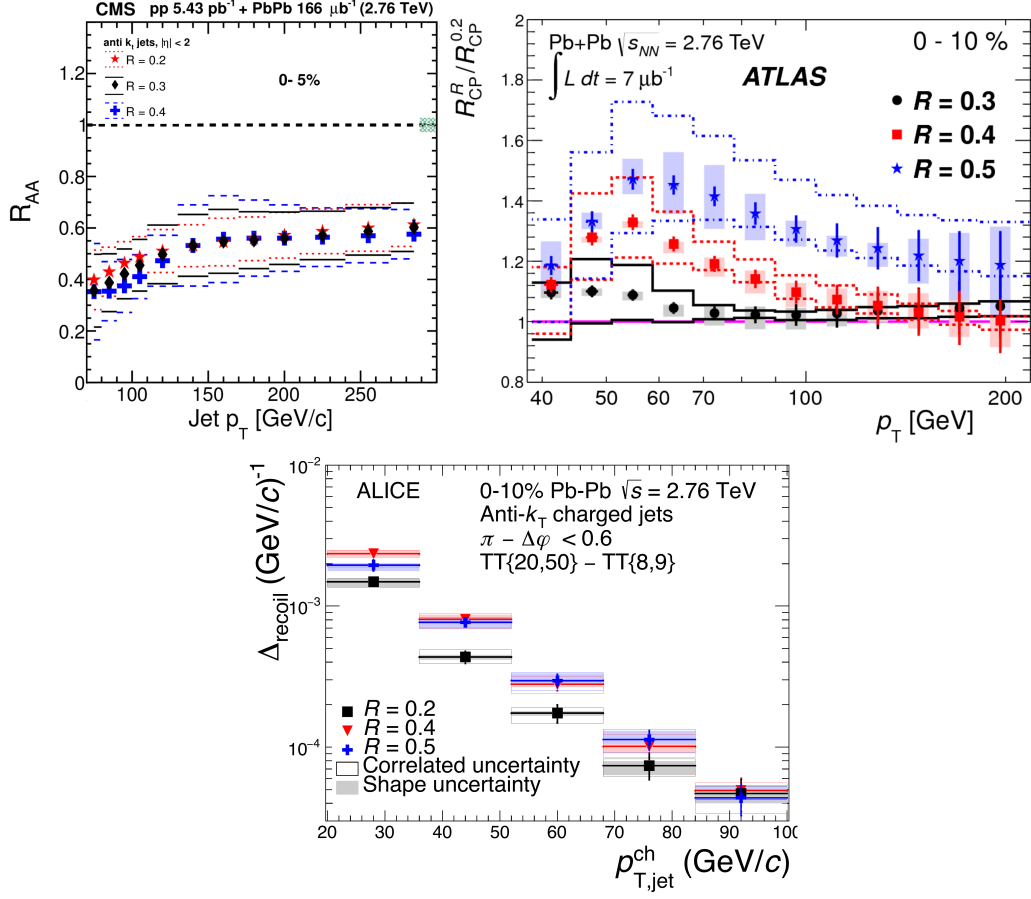 CMS pp 5.43 pb⁻¹ + PbPb 166 μb⁻¹ (2.76 TeV)
anti kₜ jets, |η| < 2
R = 0.2
R = 0.3
R = 0.4
0- 5%
1.2
1
0.8
0.6
0.4
0.2
0
R_AA
100 150 200 250
Jet p_T [GeV/c]
R^R_CP/R^0.2_CP
2
1.8
1.6
1.4
1.2
1
0.8
Pb+Pb √s_NN = 2.76 TeV
0 - 10 %
∫ L dt = 7 μb⁻¹
ATLAS
R = 0.3
R = 0.4
R = 0.5
40 50 60 70 100 200
p_T [GeV]
Δ_recoil (GeV/c)⁻¹
10⁻²
10⁻³
10⁻⁴
ALICE
0-10% Pb-Pb √s = 2.76 TeV
Anti-k_T charged jets
π − Δφ < 0.6
TT{20,50} − TT{8,9}
R = 0.2
R = 0.4
R = 0.5
Correlated uncertainty
Shape uncertainty
20 30 40 50 60 70 80 90 100
p^ch_T,jet (GeV/c)